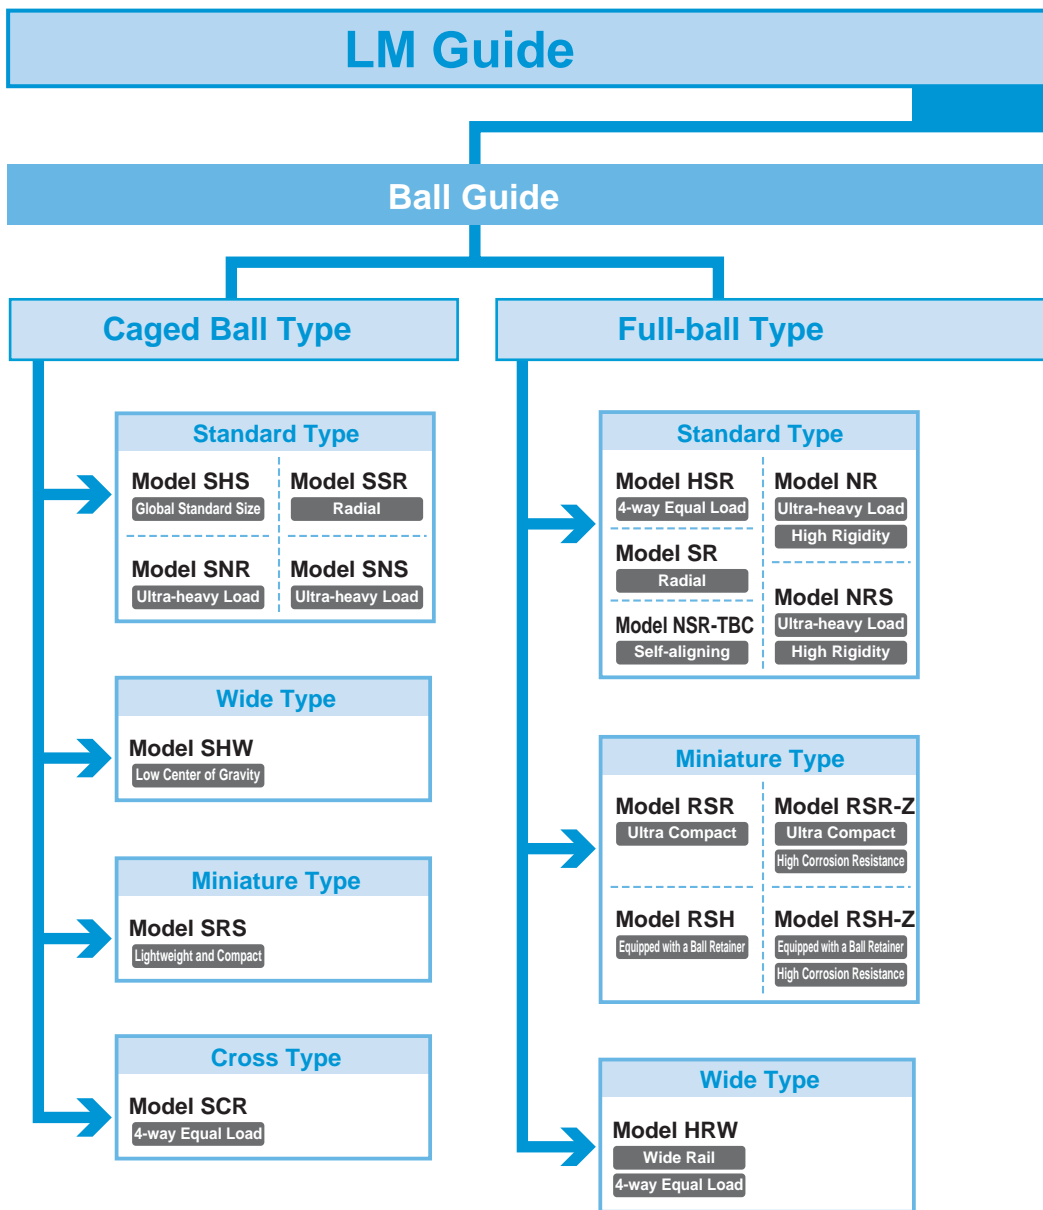 LM Guide
Ball Guide
Caged Ball Type
Standard Type
Model SHS
Global Standard Size
Model SSR
Radial
Model SNR
Ultra-heavy Load
Model SNS
Ultra-heavy Load
Wide Type
Model SHW
Low Center of Gravity
Miniature Type
Model SRS
Lightweight and Compact
Cross Type
Model SCR
4-way Equal Load
Full-ball Type
Standard Type
Model HSR
4-way Equal Load
Model SR
Radial
Model NSR-TBC
Self-aligning
Model NR
Ultra-heavy Load
High Rigidity
Model NRS
Ultra-heavy Load
High Rigidity
Miniature Type
Model RSR
Ultra Compact
Model RSR-Z
Ultra Compact
High Corrosion Resistance
Model RSH
Equipped with a Ball Retainer
Model RSH-Z
Equipped with a Ball Retainer
High Corrosion Resistance
Wide Type
Model HRW
Wide Rail
4-way Equal Load